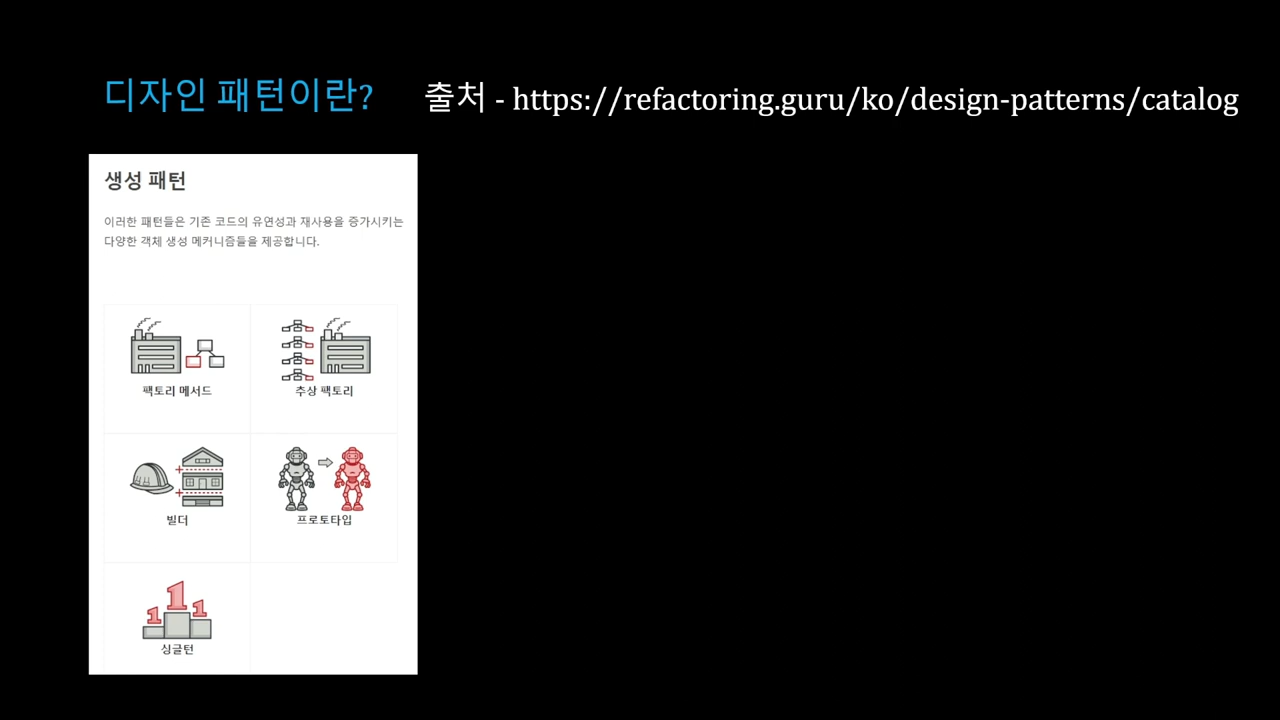 디자인 패턴이란?
출처 - https://refactoring.guru/ko/design-patterns/catalog
생성 패턴
이러한 패턴들은 기존 코드의 유연성과 재사용을 증가시키는
다양한 객체 생성 메커니즘들을 제공합니다.
팩토리 메서드
추상 팩토리
빌더
프로토타입
1 1 1
싱글턴